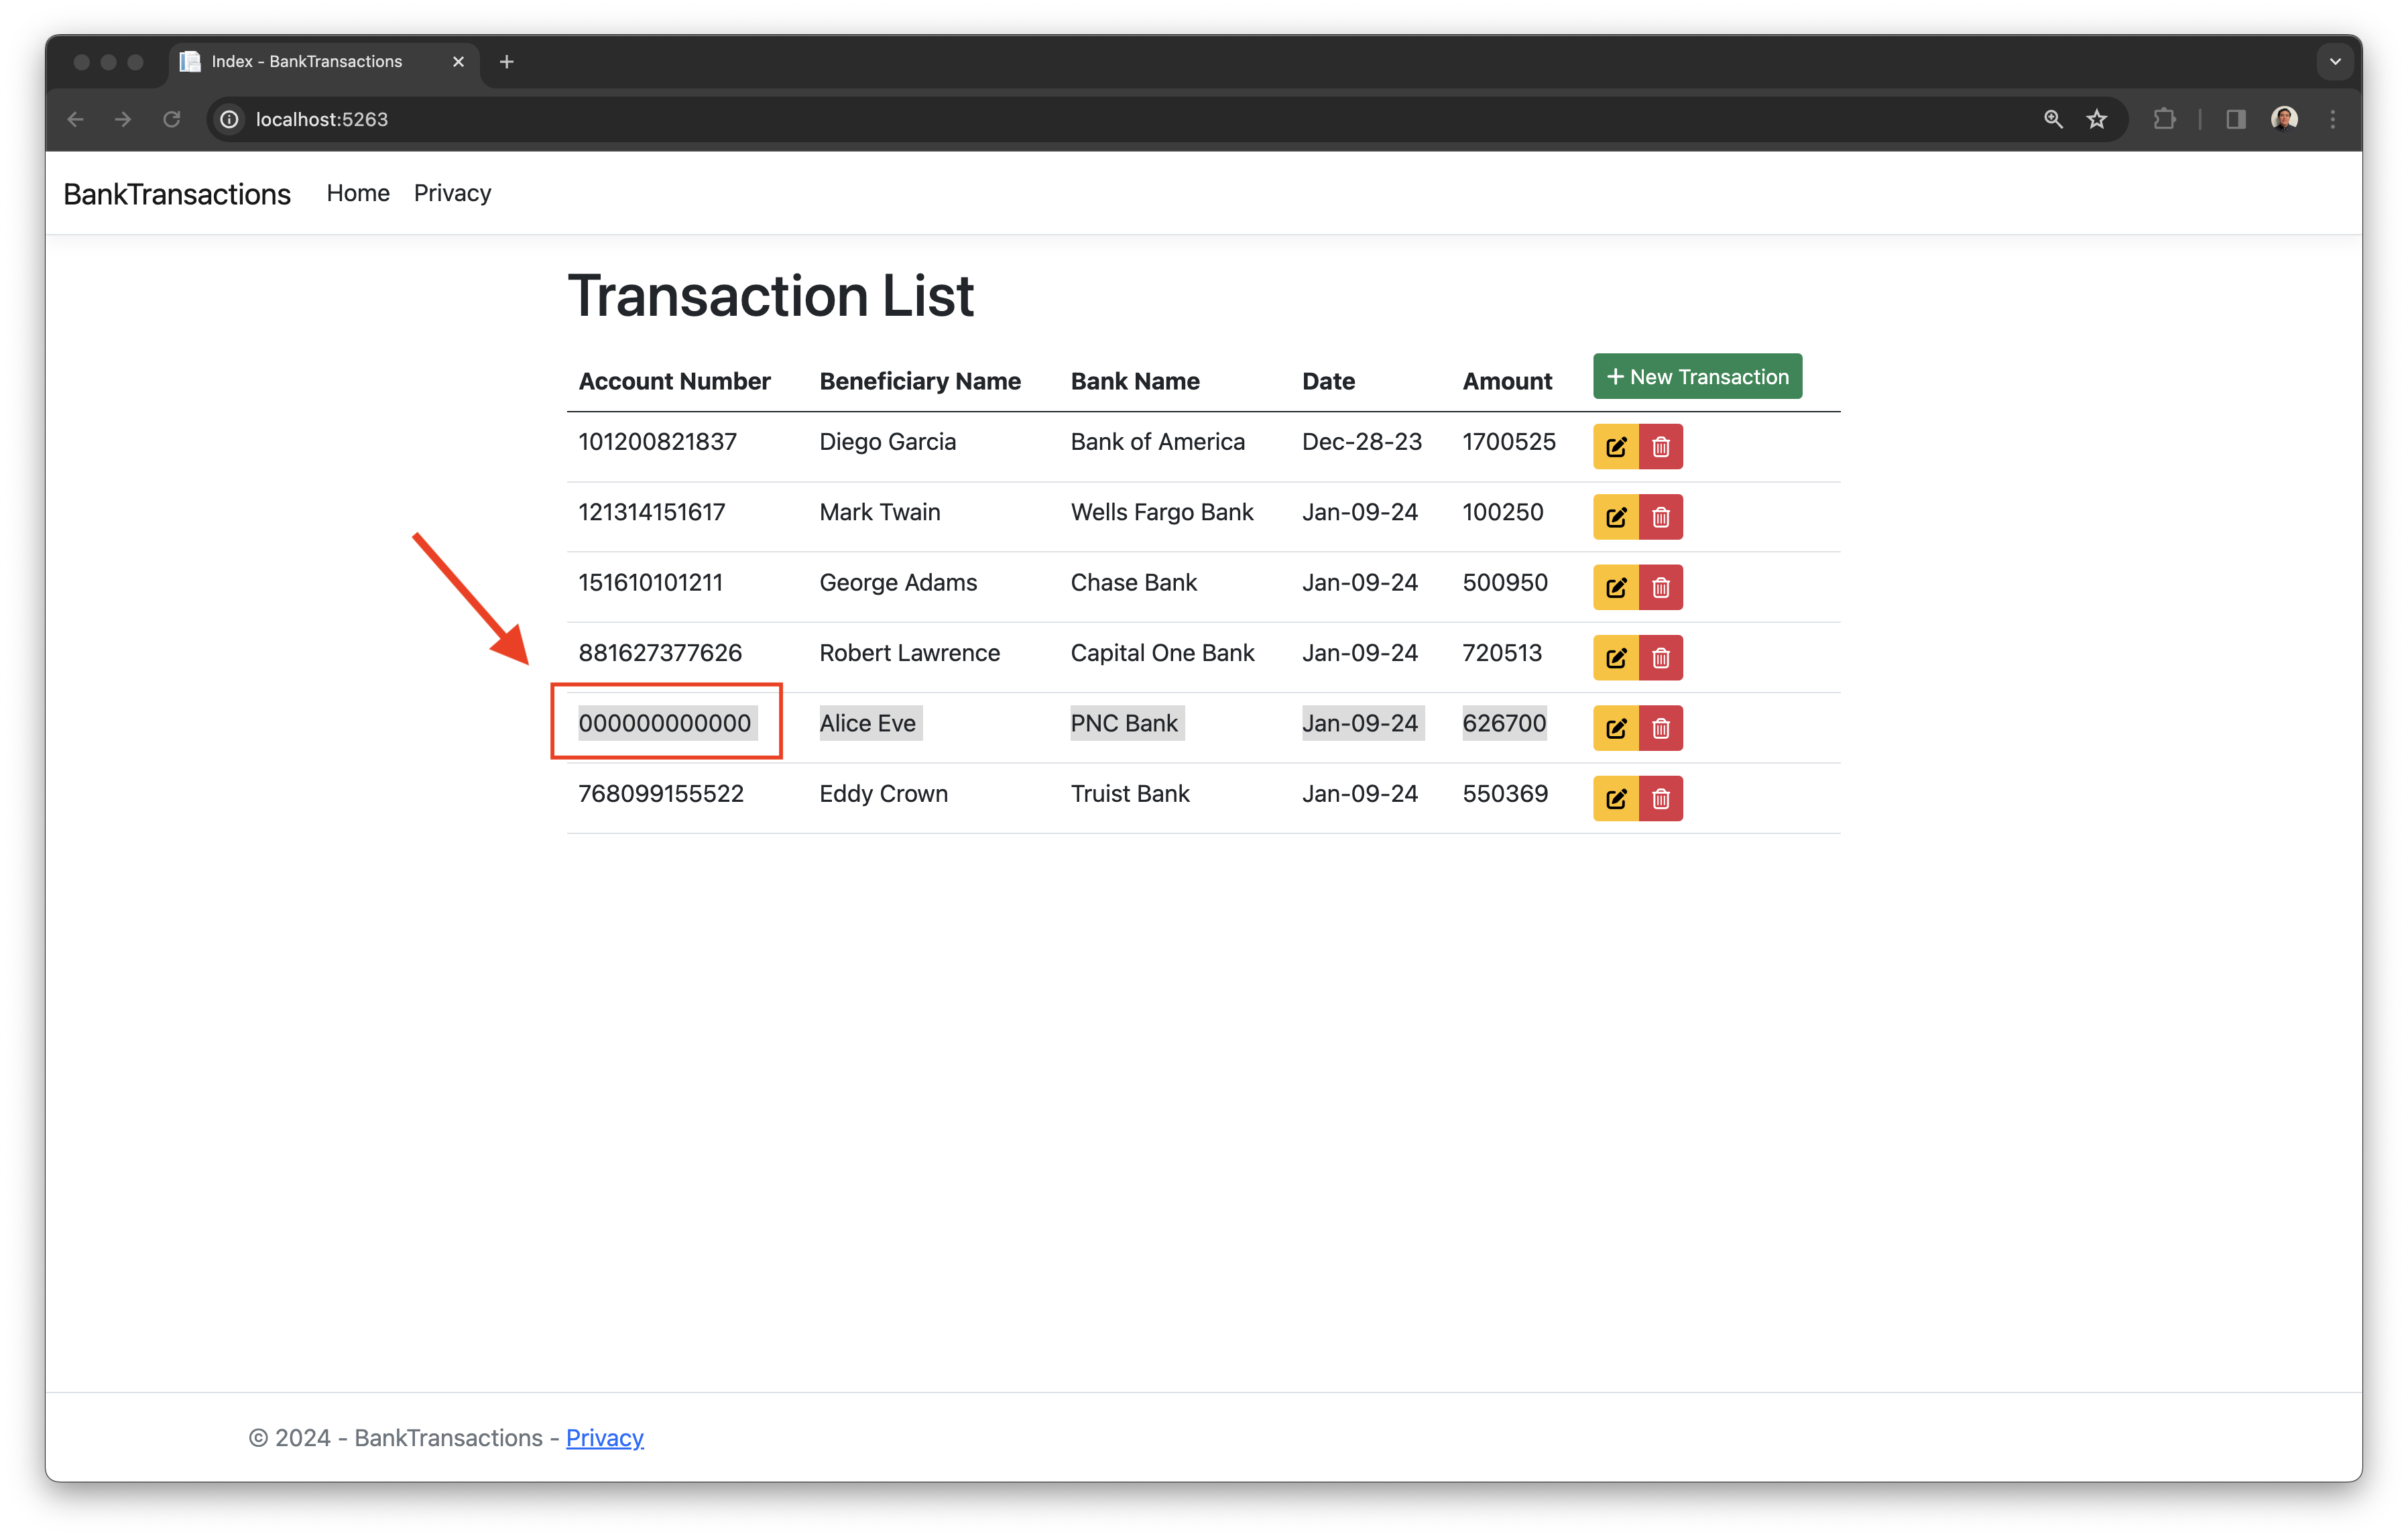 Index - BankTransactions
localhost:5263
BankTransactions Home Privacy
Transaction List
Account Number Beneficiary Name Bank Name Date Amount + New Transaction
101200821837 Diego Garcia Bank of America Dec-28-23 1700525
121314151617 Mark Twain Wells Fargo Bank Jan-09-24 100250
151610101211 George Adams Chase Bank Jan-09-24 500950
881627377626 Robert Lawrence Capital One Bank Jan-09-24 720513
000000000000 Alice Eve PNC Bank Jan-09-24 626700
768099155522 Eddy Crown Truist Bank Jan-09-24 550369
© 2024 - BankTransactions - Privacy